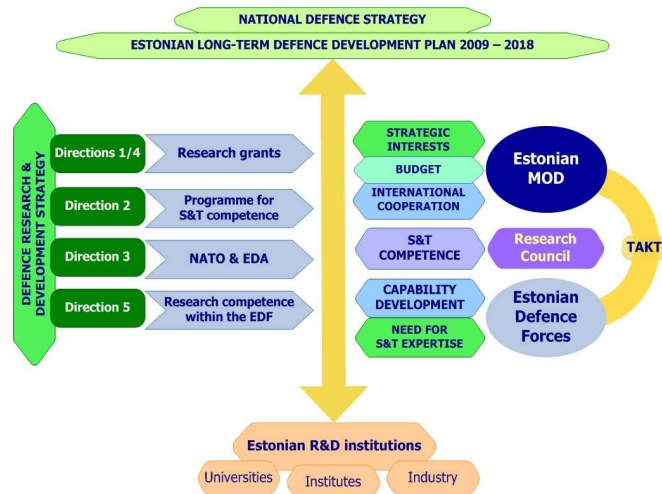 NATIONAL DEFENCE STRATEGY
ESTONIAN LONG-TERM DEFENCE DEVELOPMENT PLAN 2009 – 2018
DEFENCE RESEARCH &
DEVELOPMENT STRATEGY
Directions 1/4
Research grants
Direction 2
Programme for
S&T competence
Direction 3
NATO & EDA
Direction 5
Research competence
within the EDF
STRATEGIC
INTERESTS
BUDGET
INTERNATIONAL
COOPERATION
S&T
COMPETENCE
CAPABILITY
DEVELOPMENT
NEED FOR
S&T EXPERTISE
Estonian
MOD
Research
Council
Estonian
Defence
Forces
TAKT
Estonian R&D institutions
Universities
Institutes
Industry